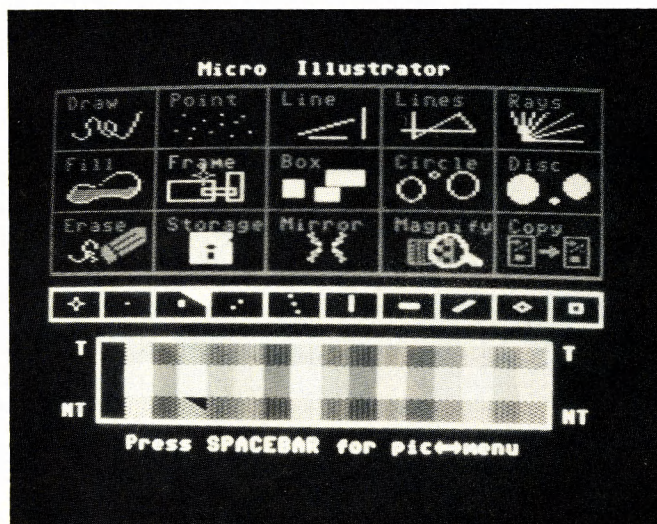 Micro Illustrator
Draw Point Line Lines Rays
Fill Frame Box Circle Disc
Erase Storage Mirror Magnify Copy
T T
NT NT
Press SPACEBAR for pic↔menu